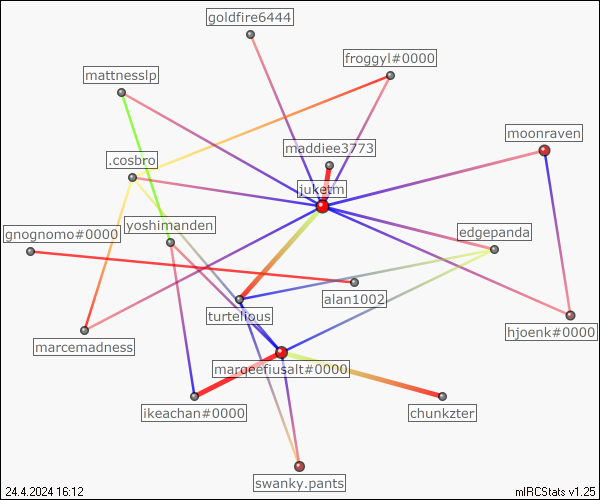 goldfire6444
froggyl#0000
mattnesslp
moonraven
maddiee3773
.cosbro
juketm
yoshimanden
gnognomo#0000
edgepanda
alan1002
turtelious
hjoenk#0000
marcemadness
marqeefiusalt#0000
ikeachan#0000
chunkzter
swanky.pants
24.4.2024 16:12
mIRCStats v1.25